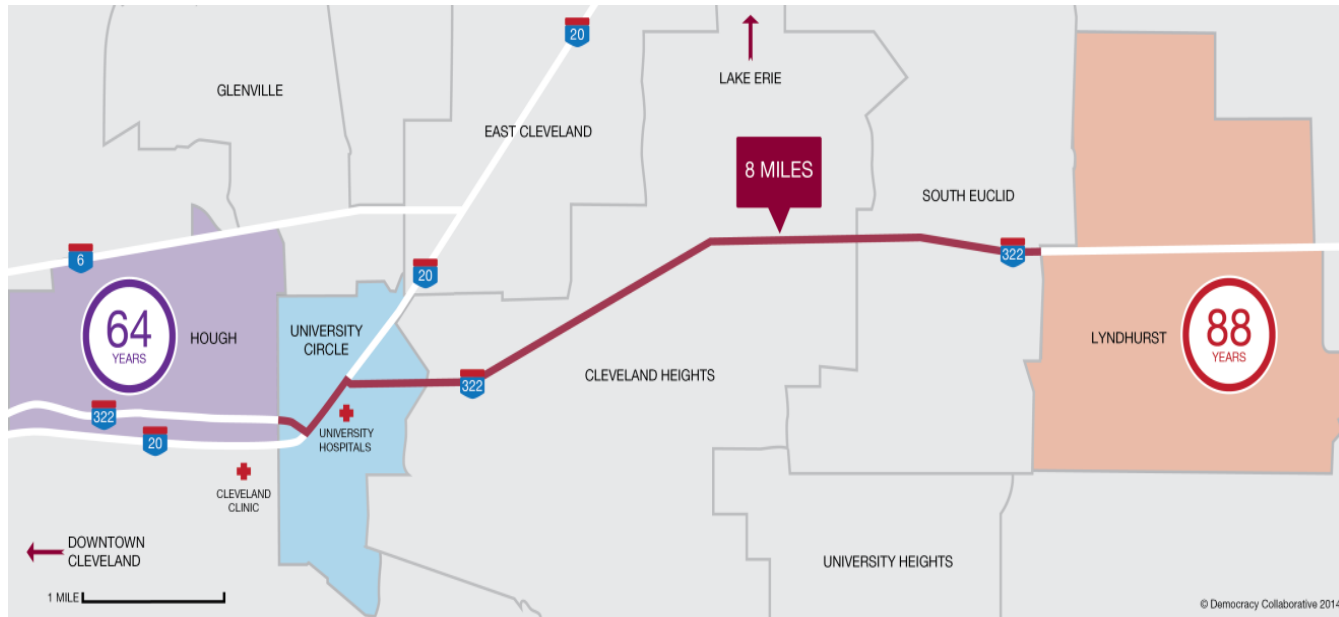 20
LAKE ERIE
GLENVILLE
EAST CLEVELAND
8 MILES
SOUTH EUCLID
6
20
322
64
YEARS
HOUGH
UNIVERSITY
CIRCLE
LYNDHURST
88
YEARS
CLEVELAND HEIGHTS
322
322
20
UNIVERSITY
HOSPITALS
CLEVELAND
CLINIC
DOWNTOWN
CLEVELAND
UNIVERSITY HEIGHTS
1 MILE
© Democracy Collaborative 2014